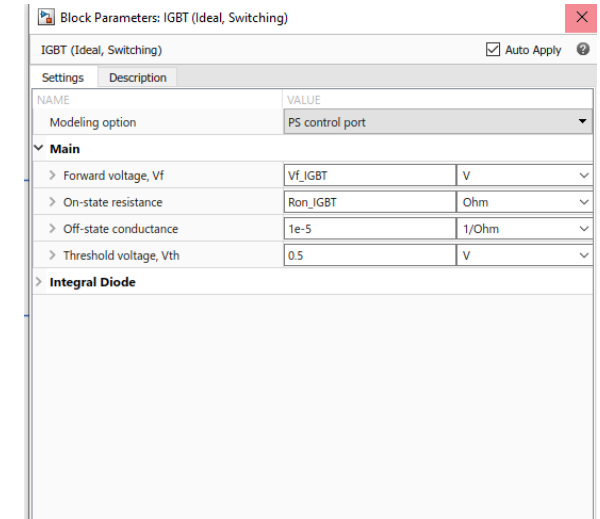 Block Parameters: IGBT (Ideal, Switching)
IGBT (Ideal, Switching) Auto Apply
Settings Description
NAME VALUE
Modeling option PS control port
Main
Forward voltage, Vf Vf_IGBT V
On-state resistance Ron_IGBT Ohm
Off-state conductance 1e-5 1/Ohm
Threshold voltage, Vth 0.5 V
Integral Diode